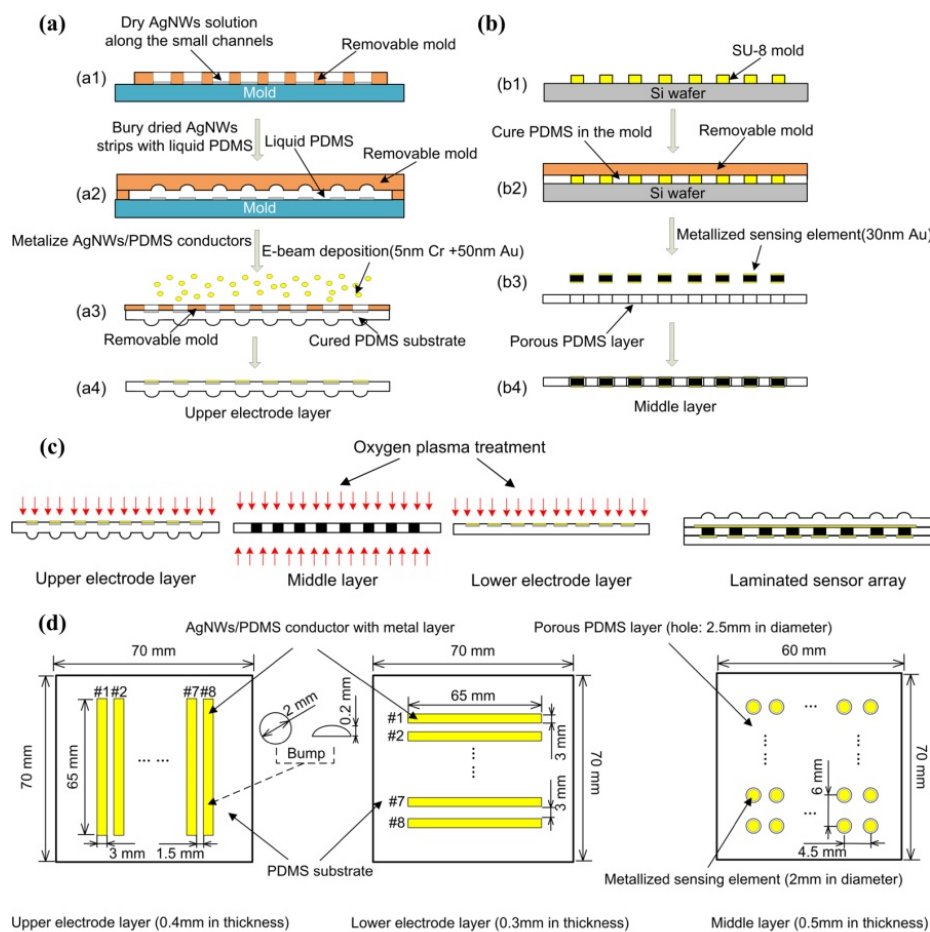 (a)
Dry AgNWs solution
along the small channels
Removable mold
(a1)
Mold
Bury dried AgNWs
strips with liquid PDMS
Liquid PDMS
Removable mold
(a2)
Mold
Metalize AgNWs/PDMS conductors
E-beam deposition(5nm Cr +50nm Au)
(a3)
Removable mold
Cured PDMS substrate
(a4)
Upper electrode layer
(b)
SU-8 mold
(b1)
Si wafer
Cure PDMS in the mold
Removable mold
(b2)
Si wafer
Metallized sensing element(30nm Au)
(b3)
Porous PDMS layer
(b4)
Middle layer
(c)
Oxygen plasma treatment
Upper electrode layer
Middle layer
Lower electrode layer
Laminated sensor array
(d)
AgNWs/PDMS conductor with metal layer
Porous PDMS layer (hole: 2.5mm in diameter)
70 mm
70 mm
60 mm
#1 #2
#7 #8
70 mm
65 mm
... ...
3 mm
1.5 mm
2 mm
0.2 mm
Bump
PDMS substrate
65 mm
#1
#2
#7
#8
3 mm
3 mm
70 mm
...
...
6 mm
4.5 mm
70 mm
Metallized sensing element (2mm in diameter)
Upper electrode layer (0.4mm in thickness)
Lower electrode layer (0.3mm in thickness)
Middle layer (0.5mm in thickness)